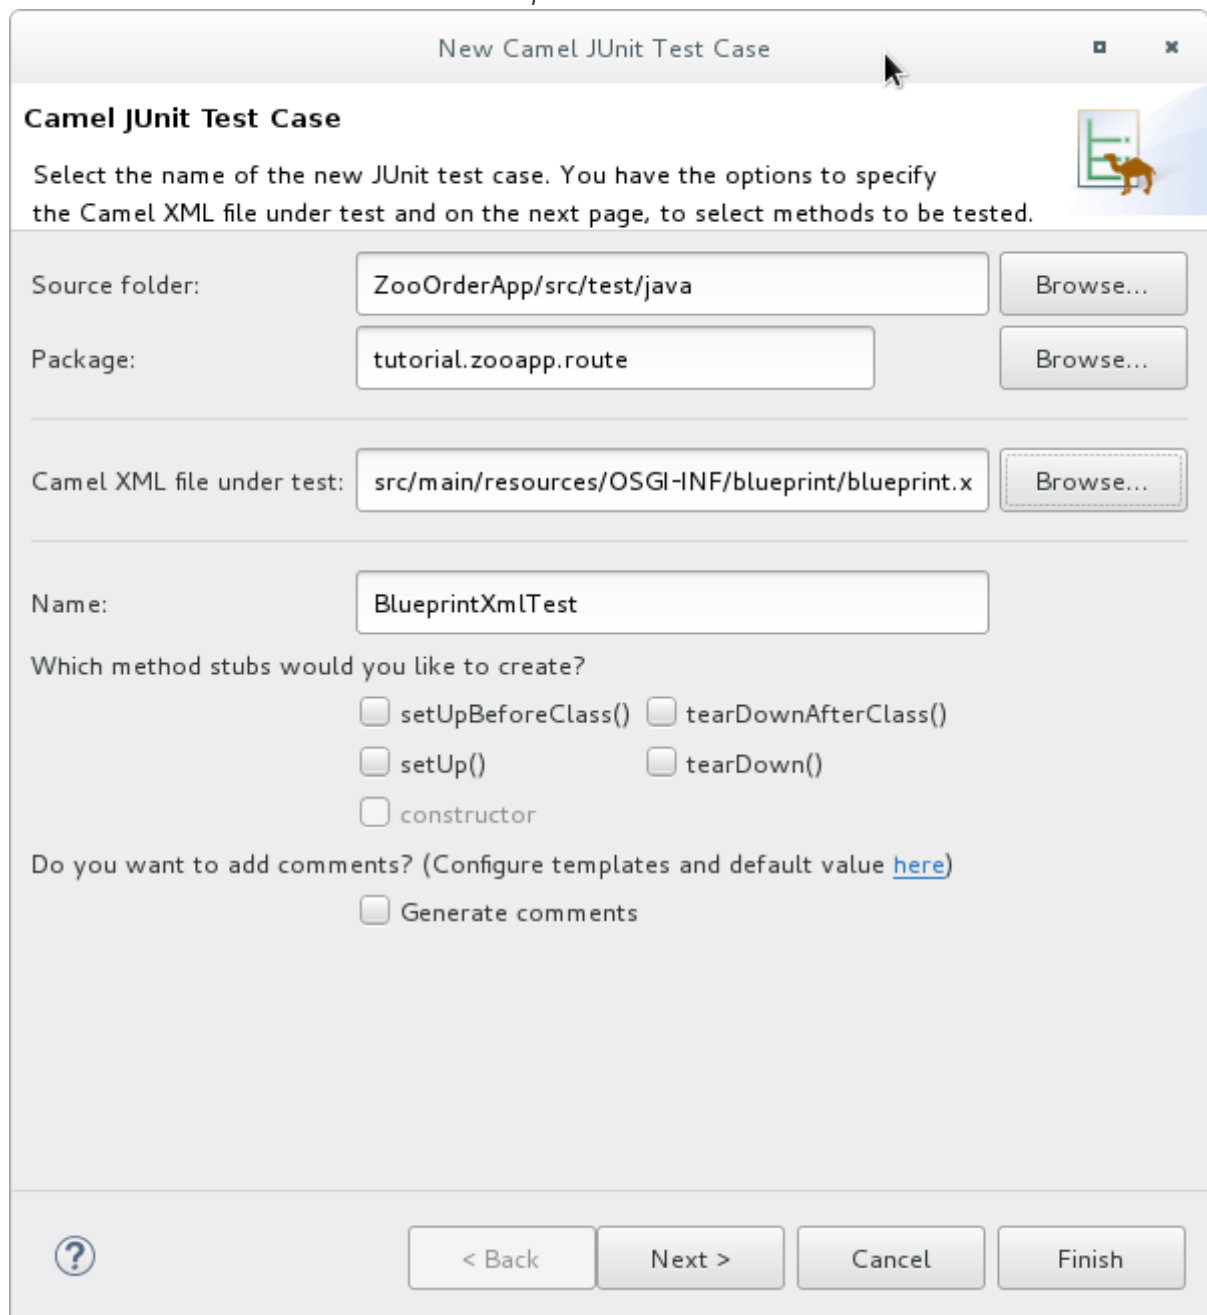 New Camel JUnit Test Case
Camel JUnit Test Case
Select the name of the new JUnit test case. You have the options to specify
the Camel XML file under test and on the next page, to select methods to be tested.
Source folder: ZooOrderApp/src/test/java Browse...
Package: tutorial.zooapp.route Browse...
Camel XML file under test: src/main/resources/OSGI-INF/blueprint/blueprint.x Browse...
Name: BlueprintXmlTest
Which method stubs would you like to create?
setUpBeforeClass() tearDownAfterClass()
setUp() tearDown()
constructor
Do you want to add comments? (Configure templates and default value here)
Generate comments
? < Back Next > Cancel Finish